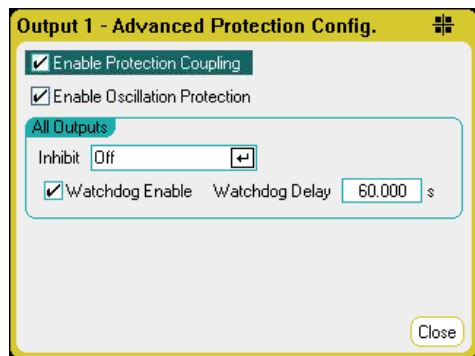 Output 1 - Advanced Protection Config.
Enable Protection Coupling
Enable Oscillation Protection
All Outputs
Inhibit Off
Watchdog Enable Watchdog Delay 60.000 s
Close